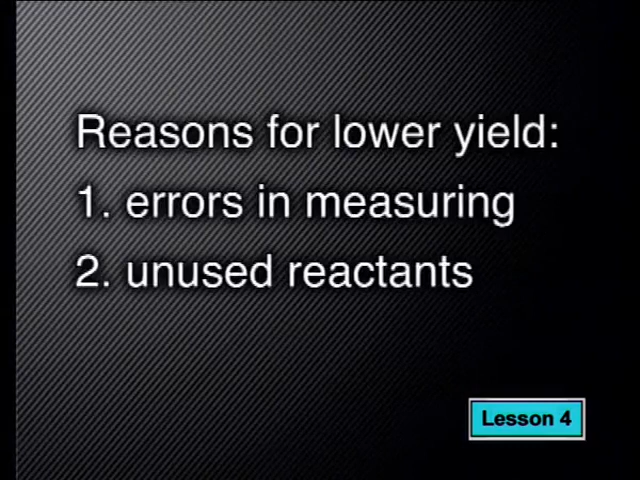 Reasons for lower yield:
1. errors in measuring
2. unused reactants
Lesson 4